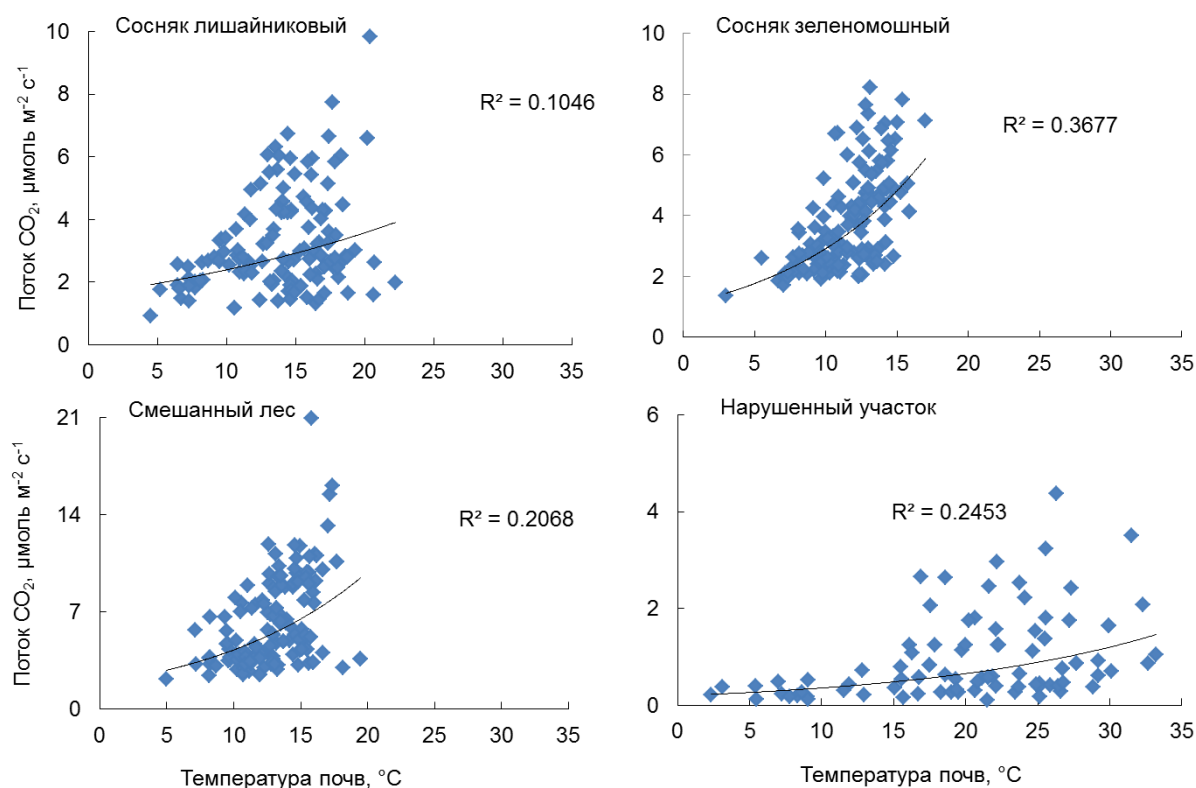 Сосняк лишайниковый
R² = 0.1046
Поток CO₂, µмоль м⁻² с⁻¹
10
8
6
4
2
0
0 5 10 15 20 25 30 35
Сосняк зеленомошный
R² = 0.3677
10
8
6
4
2
0
0 5 10 15 20 25 30 35
Смешанный лес
R² = 0.2068
Поток CO₂, µмоль м⁻² с⁻¹
21
14
7
0
0 5 10 15 20 25 30 35
Температура почв, °C
Нарушенный участок
R² = 0.2453
6
4
2
0
0 5 10 15 20 25 30 35
Температура почв, °C